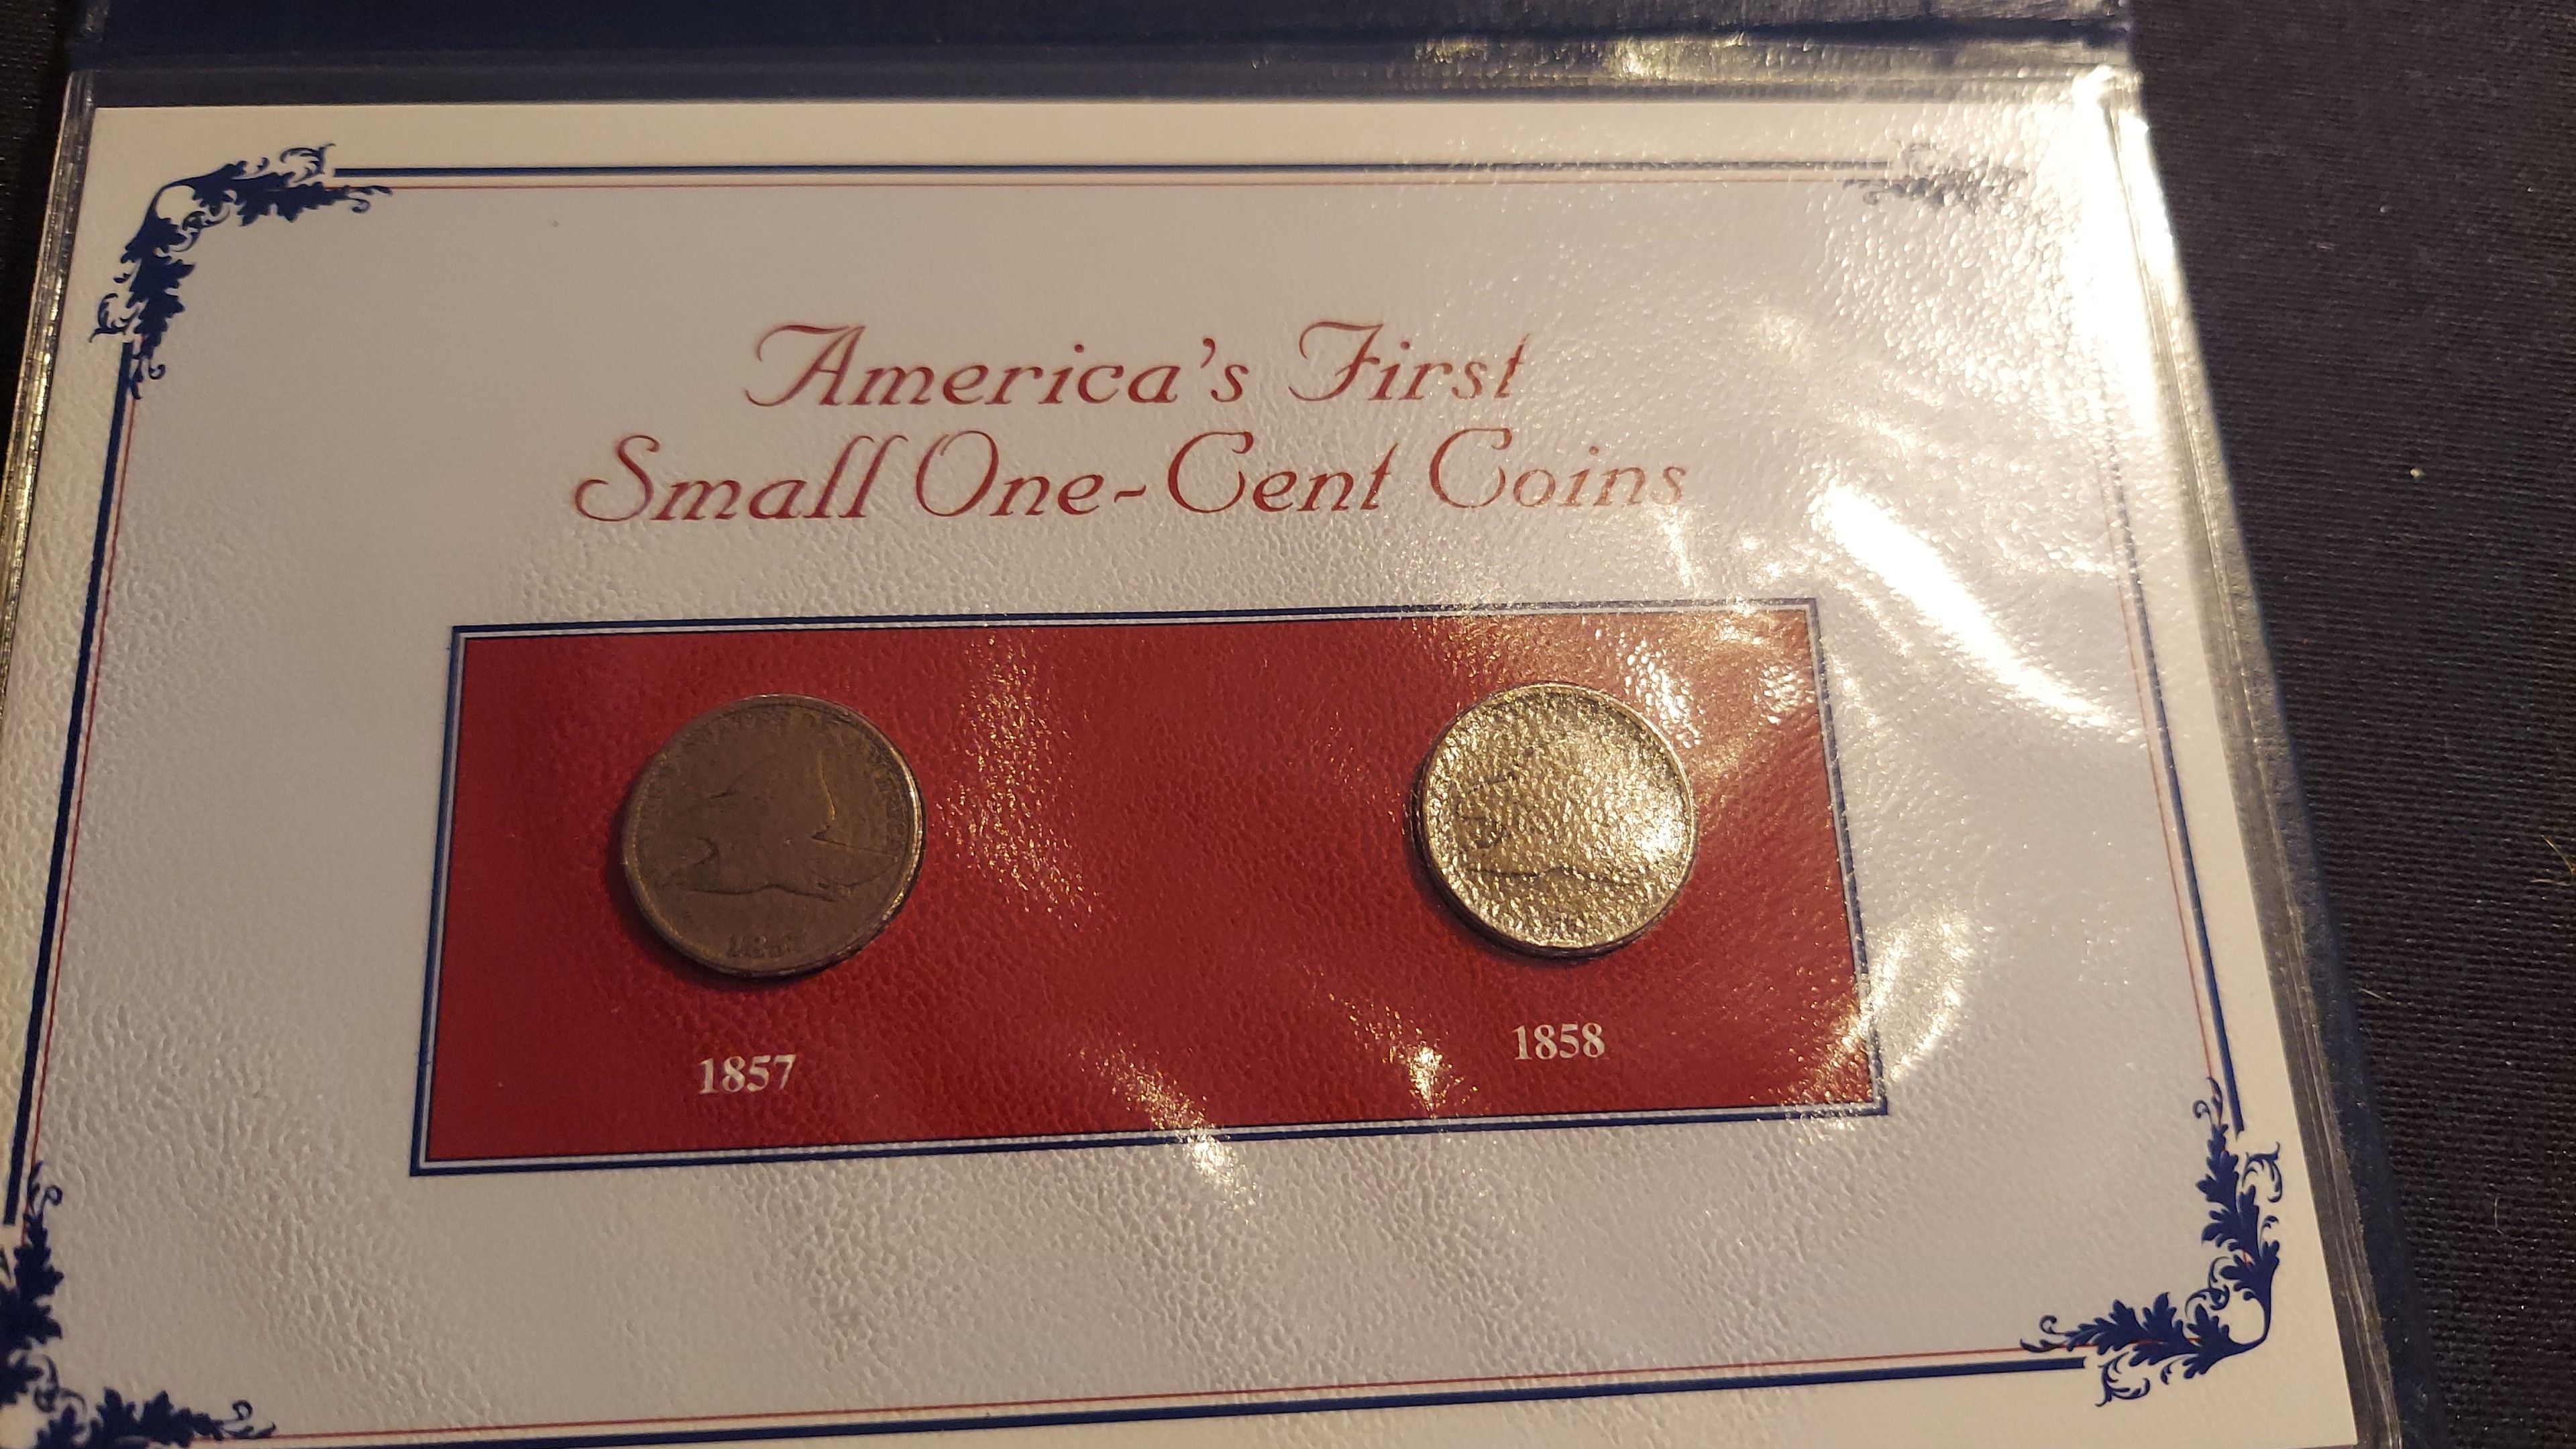 America's First
Small One-Cent Coins
1857
1858